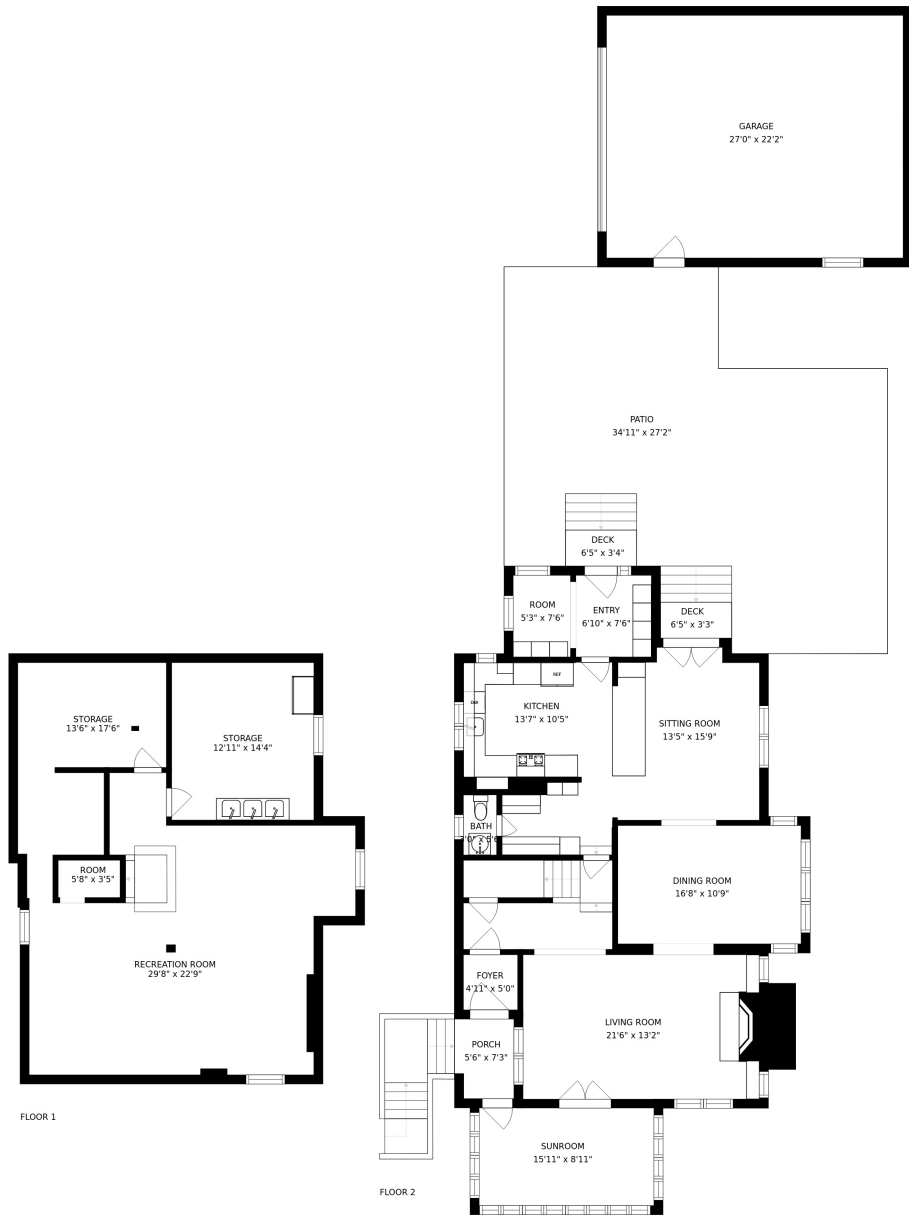 GARAGE
27'0" x 22'2"
PATIO
34'11" x 27'2"
DECK
6'5" x 3'4"
ROOM
5'3" x 7'6"
ENTRY
6'10" x 7'6"
DECK
6'5" x 3'3"
REF
DW
KITCHEN
13'7" x 10'5"
SITTING ROOM
13'5" x 15'9"
STORAGE
13'6" x 17'6"
STORAGE
12'11" x 14'4"
BATH
ROOM
5'8" x 3'5"
DINING ROOM
16'8" x 10'9"
RECREATION ROOM
29'8" x 22'9"
FOYER
4'11" x 5'0"
LIVING ROOM
21'6" x 13'2"
PORCH
5'6" x 7'3"
FLOOR 1
SUNROOM
15'11" x 8'11"
FLOOR 2